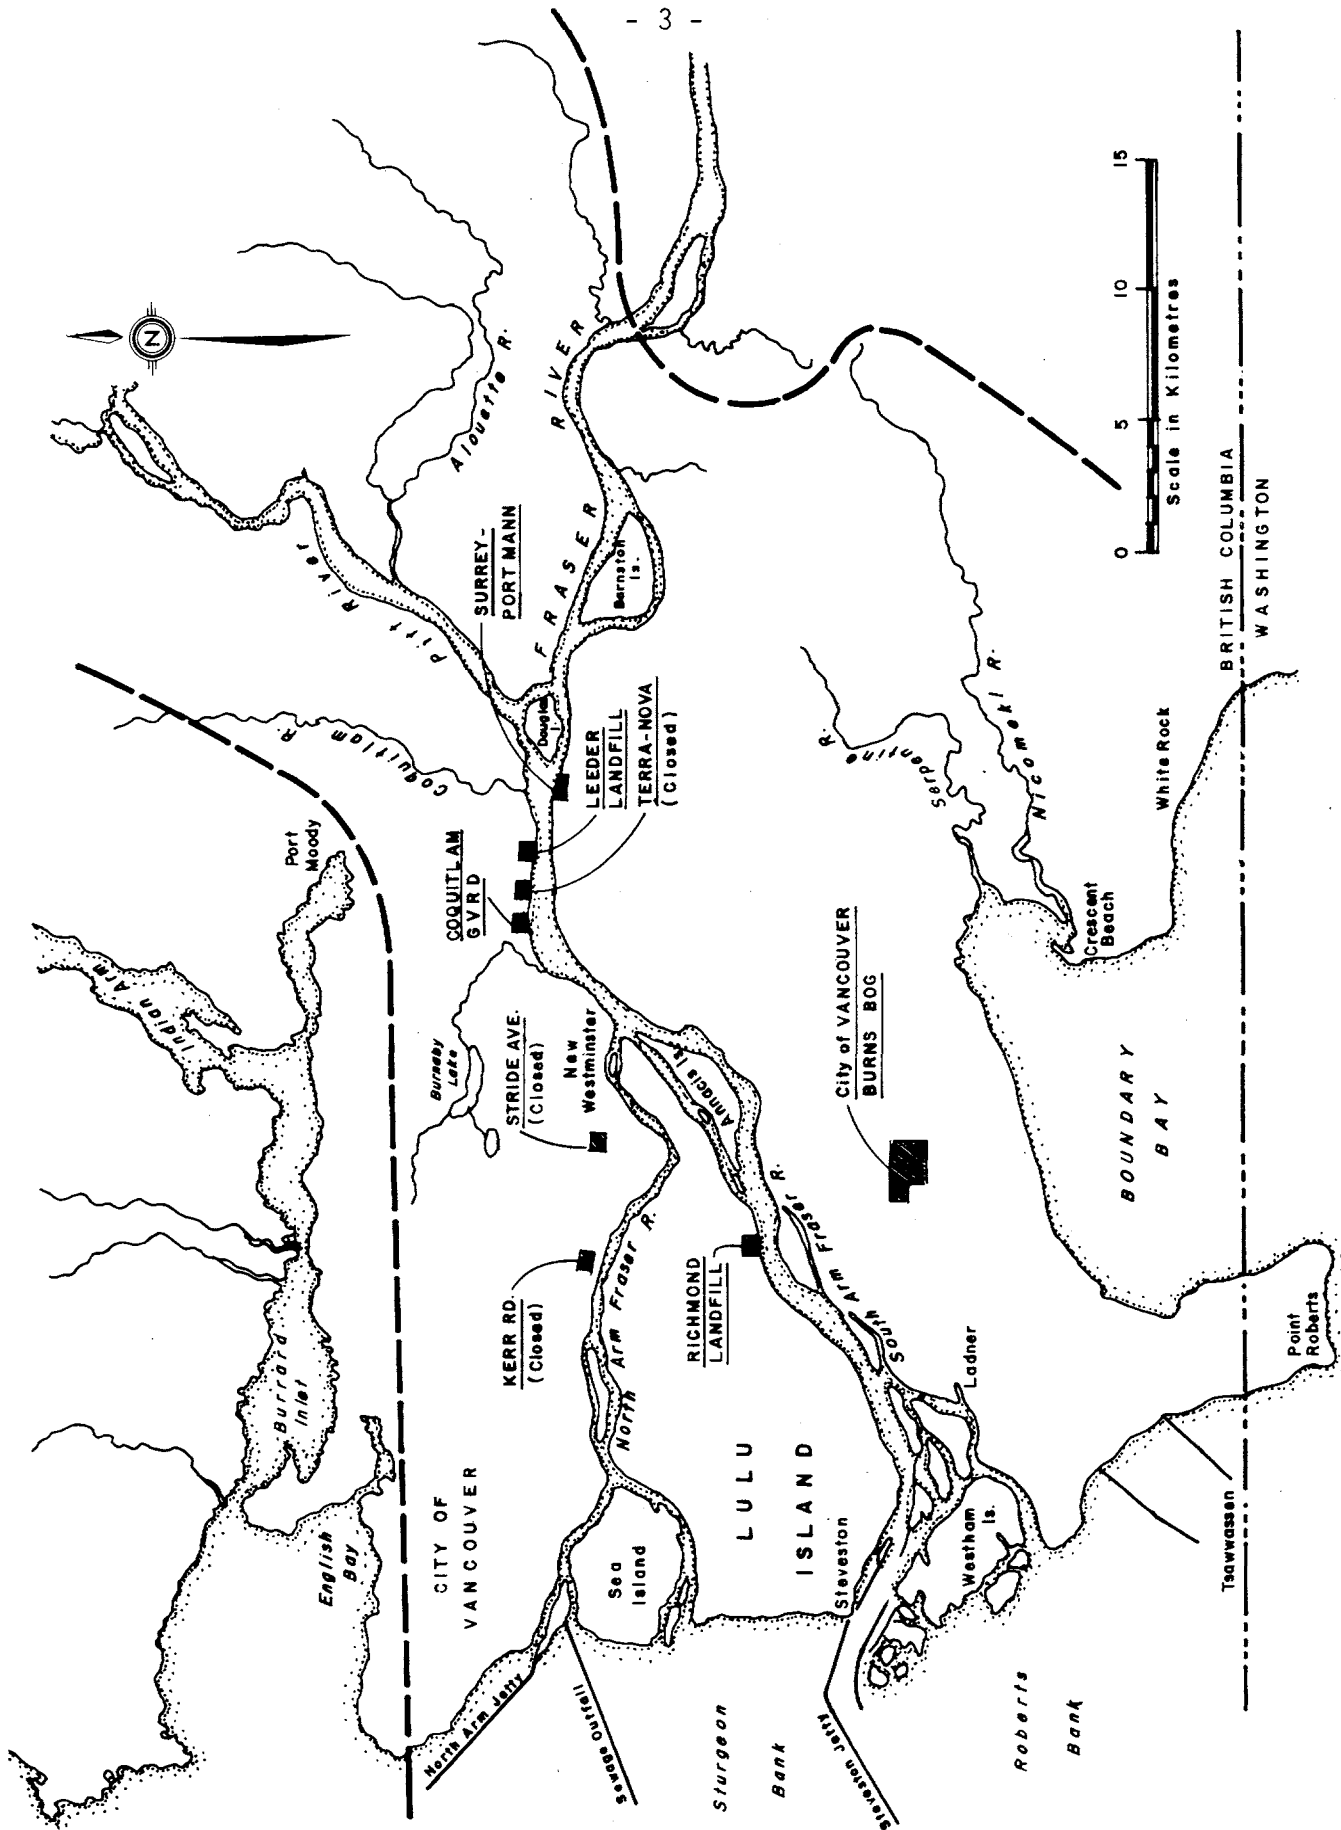 - 3 -
N
Indian Arm
Port
Moody
Burrard
Inlet
English
Bay
Coquitlam
R.
Pitt River
Alouette R.
SURREY-
PORT MANN
FRASER RIVER
Barnston
Is.
Douglas
I.
LEEDER
LANDFILL
TERRA-NOVA
(Closed)
COQUITLAM
GVRD
Burnaby
Lake
STRIDE AVE.
(Closed)
New
Westminster
Annacis Is.
KERR RD.
(Closed)
North Arm Fraser R.
RICHMOND
LANDFILL
City of VANCOUVER
BURNS BOG
South Arm Fraser R.
CITY OF
VANCOUVER
Sea
Island
LULU
ISLAND
Steveston
Ladner
Westham
Is.
North Arm Jetty
Sewage Outfall
Sturgeon
Bank
Steveston Jetty
Roberts
Bank
Tsawwassen
Point
Roberts
BOUNDARY
BAY
Crescent
Beach
White Rock
Serpentine R.
Nicomekl R.
BRITISH COLUMBIA
WASHINGTON
0 5 10 15
Scale in Kilometres